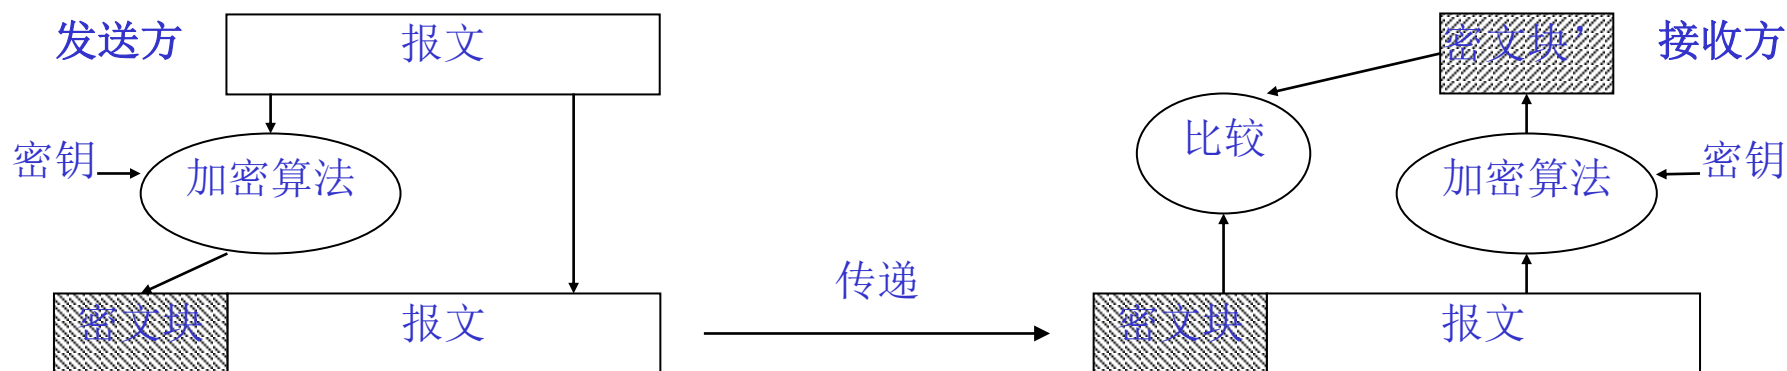 发送方
报文
密钥
加密算法
密文块
报文
传递
密文块’
接收方
比较
加密算法
密钥
密文块
报文